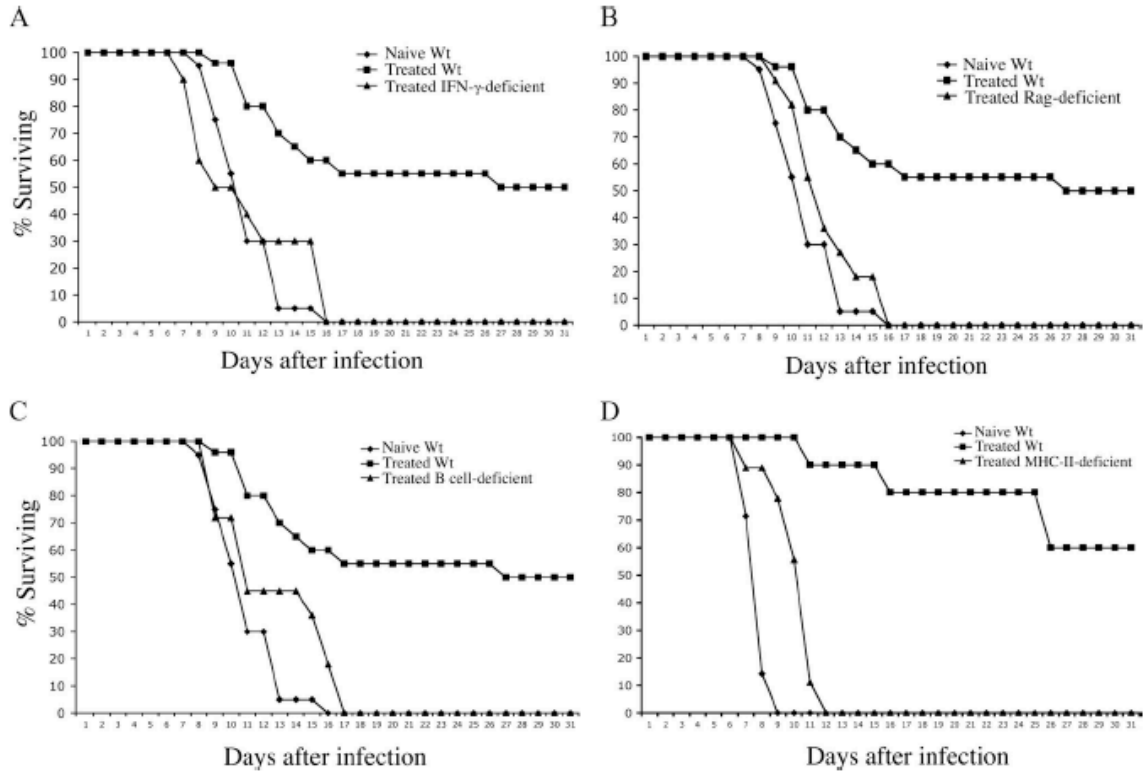 A
Naive Wt
Treated Wt
Treated IFN-γ-deficient
% Surviving
100
90
80
70
60
50
40
30
20
10
0
1 2 3 4 5 6 7 8 9 10 11 12 13 14 15 16 17 18 19 20 21 22 23 24 25 26 27 28 29 30 31
Days after infection
B
Naive Wt
Treated Wt
Treated Rag-deficient
100
90
80
70
60
50
40
30
20
10
0
1 2 3 4 5 6 7 8 9 10 11 12 13 14 15 16 17 18 19 20 21 22 23 24 25 26 27 28 29 30 31
Days after infection
C
Naive Wt
Treated Wt
Treated B cell-deficient
% Surviving
100
90
80
70
60
50
40
30
20
10
0
1 2 3 4 5 6 7 8 9 10 11 12 13 14 15 16 17 18 19 20 21 22 23 24 25 26 27 28 29 30 31
Days after infection
D
Naive Wt
Treated Wt
Treated MHC-II-deficient
100
90
80
70
60
50
40
30
20
10
0
1 2 3 4 5 6 7 8 9 10 11 12 13 14 15 16 17 18 19 20 21 22 23 24 25 26 27 28 29 30 31
Days after infection